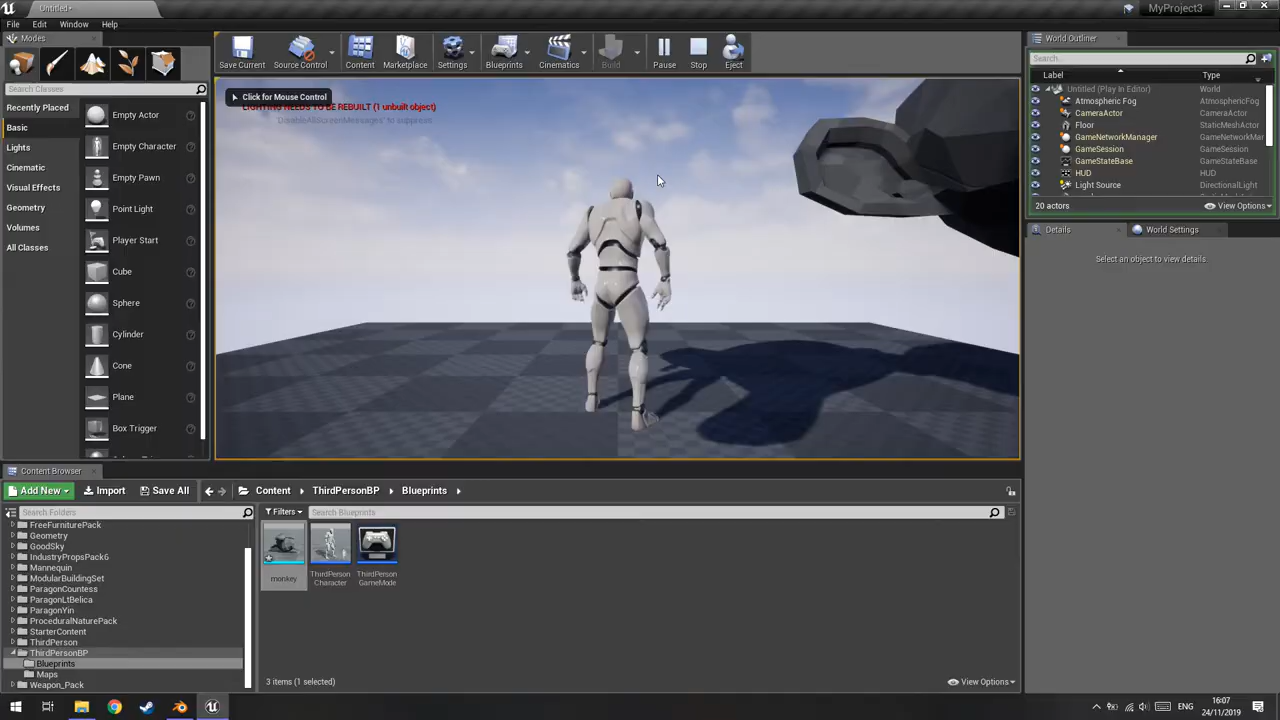 Untitled*
MyProject3
File Edit Window Help
Modes
Search Classes
Recently Placed
Basic
Lights
Cinematic
Visual Effects
Geometry
Volumes
All Classes
Empty Actor
Empty Character
Empty Pawn
Point Light
Player Start
Cube
Sphere
Cylinder
Cone
Plane
Box Trigger
Save Current
Source Control
Content
Marketplace
Settings
Blueprints
Cinematics
Build
Pause
Stop
Eject
Click for Mouse Control
LIGHTING NEEDS TO BE REBUILT (1 unbuilt object)
'DisableAllScreenMessages' to suppress
World Outliner
Search...
Label Type
Untitled (Play In Editor) World
Atmospheric Fog AtmosphericFog
CameraActor CameraActor
Floor StaticMeshActor
GameNetworkManager GameNetworkMar
GameSession GameSession
GameStateBase GameStateBase
HUD HUD
Light Source DirectionalLight
20 actors View Options
Details World Settings
Select an object to view details.
Content Browser
Add New Import Save All Content ThirdPersonBP Blueprints
Search Folders
Filters Search Blueprints
FreeFurniturePack
Geometry
GoodSky
IndustryPropsPack6
Mannequin
ModularBuildingSet
ParagonCountess
ParagonLtBelica
ParagonYin
ProceduralNaturePack
StarterContent
ThirdPerson
ThirdPersonBP
Blueprints
Maps
Weapon_Pack
monkey
ThirdPerson
Character
ThirdPerson
GameMode
3 items (1 selected) View Options
ENG
16:07
24/11/2019